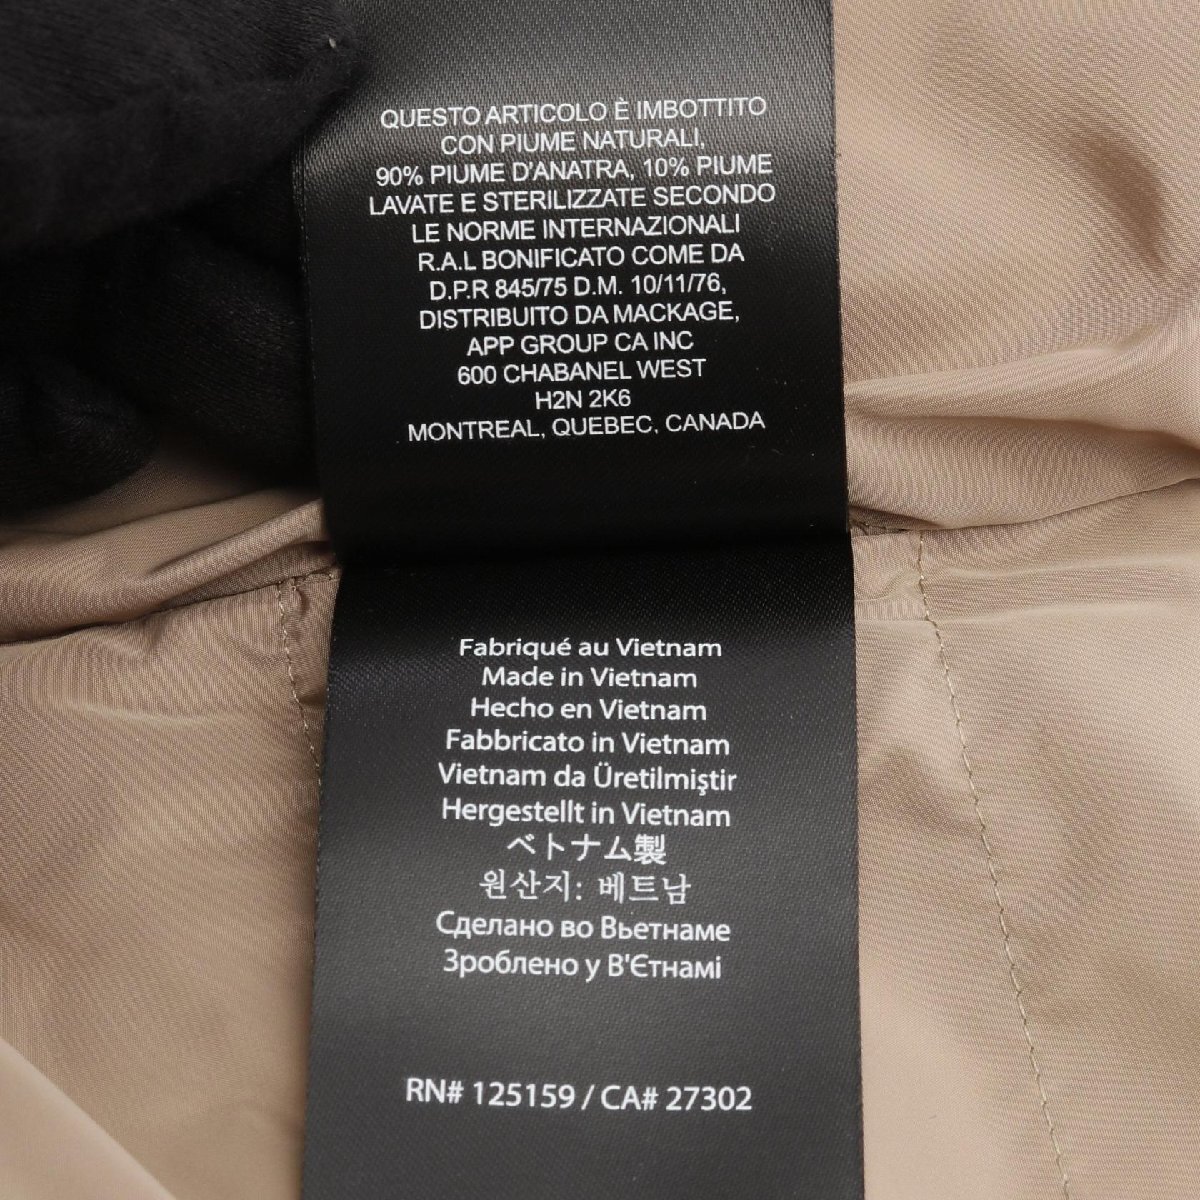 QUESTO ARTICOLO È IMBOTTITO
CON PIUME NATURALI,
90% PIUME D'ANATRA, 10% PIUME
LAVATE E STERILIZZATE SECONDO
LE NORME INTERNAZIONALI
R.A.L BONIFICATO COME DA
D.P.R 845/75 D.M. 10/11/76,
DISTRIBUITO DA MACKAGE,
APP GROUP CA INC
600 CHABANEL WEST
H2N 2K6
MONTREAL, QUEBEC, CANADA
Fabriqué au Vietnam
Made in Vietnam
Hecho en Vietnam
Fabbricato in Vietnam
Vietnam da Üretilmiştir
Hergestellt in Vietnam
ベトナム製
원산지: 베트남
Сделано во Вьетнаме
Зроблено у В'Єтнамі
RN# 125159 / CA# 27302